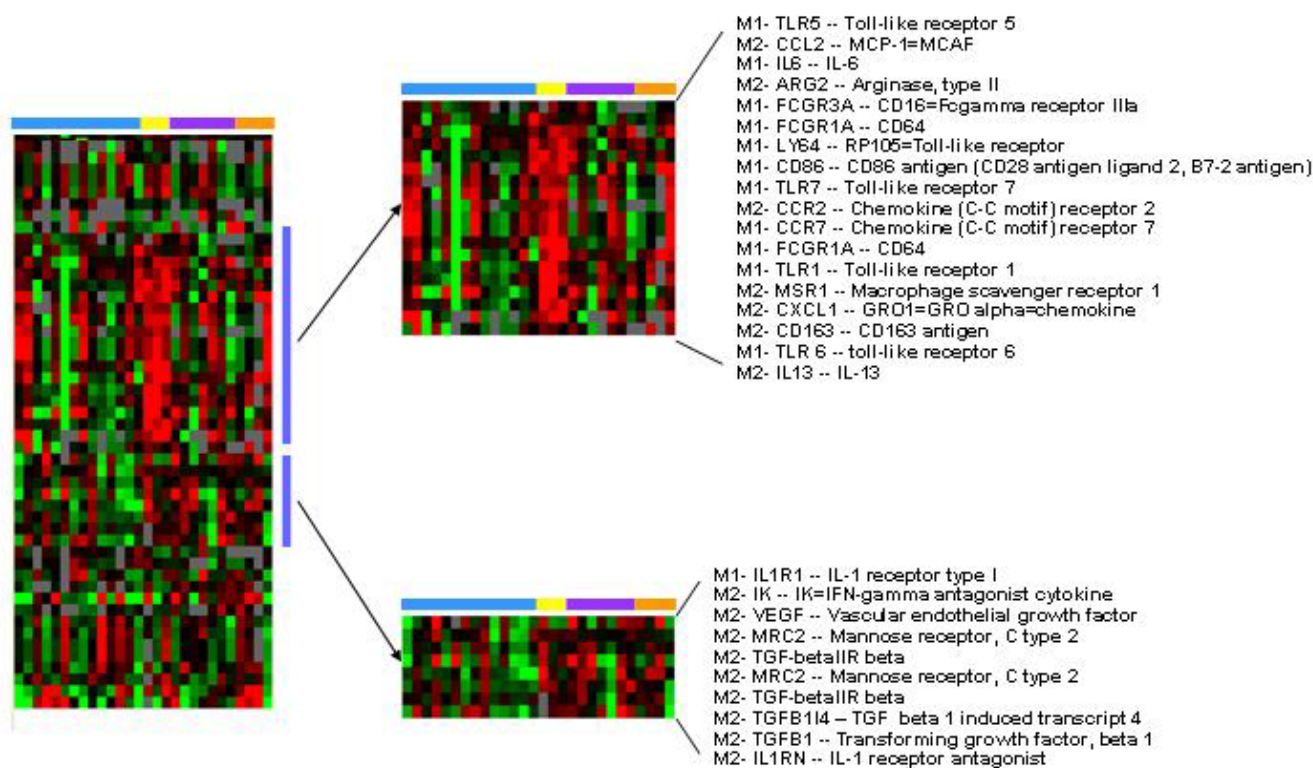 M1- TLR5 -- Toll-like receptor 5
M2- CCL2 -- MCP-1=MCAF
M1- IL6 -- IL-6
M2- ARG2 -- Arginase, type II
M1- FCGR3A -- CD16=Fcgamma receptor IIIa
M1- FCGR1A -- CD64
M1- LY64 -- RP105=Toll-like receptor
M1- CD86 -- CD86 antigen (CD28 antigen ligand 2, B7-2 antigen)
M1- TLR7 -- Toll-like receptor 7
M2- CCR2 -- Chemokine (C-C motif) receptor 2
M1- CCR7 -- Chemokine (C-C motif) receptor 7
M1- FCGR1A -- CD64
M1- TLR1 -- Toll-like receptor 1
M2- MSR1 -- Macrophage scavenger receptor 1
M2- CXCL1 -- GRO1=GRO alpha=chemokine
M2- CD163 -- CD163 antigen
M1- TLR 6 -- toll-like receptor 6
M2- IL13 -- IL-13
M1- IL1R1 -- IL-1 receptor type I
M2- IK -- IK=IFN-gamma antagonist cytokine
M2- VEGF -- Vascular endothelial growth factor
M2- MRC2 -- Mannose receptor, C type 2
M2- TGF-betaIIR beta
M2- MRC2 -- Mannose receptor, C type 2
M2- TGF-betaIIR beta
M2- TGFB1I4 – TGF beta 1 induced transcript 4
M2- TGFB1 -- Transforming growth factor, beta 1
M2- IL1RN -- IL-1 receptor antagonist